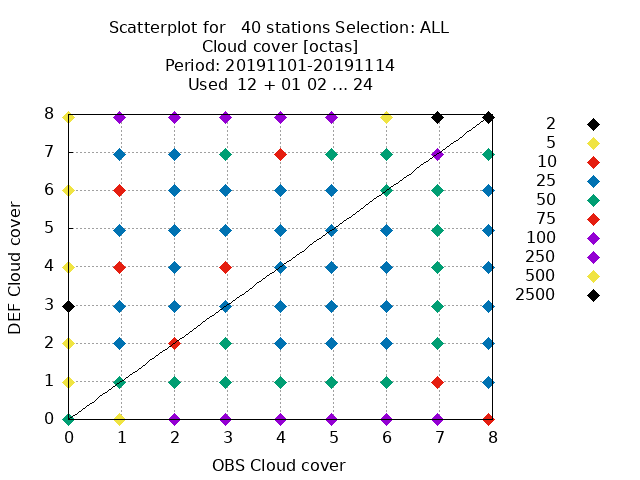 Scatterplot for   40 stations Selection: ALL
Cloud cover [octas]
Period: 20191101-20191114
Used  12 + 01 02 ... 24
DEF Cloud cover
8
7
6
5
4
3
2
1
0
0 1 2 3 4 5 6 7 8
OBS Cloud cover
2
5
10
25
50
75
100
250
500
2500